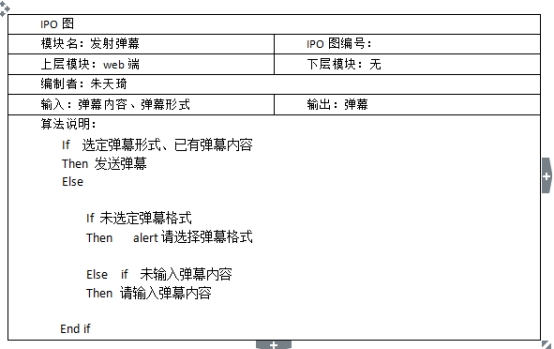 IPO 图
模块名：发射弹幕 IPO 图编号：
上层模块：web 端 下层模块：无
编制者：朱天琦
输入：弹幕内容、弹幕形式 输出：弹幕
算法说明：
If 选定弹幕形式、已有弹幕内容
Then 发送弹幕
Else
If 未选定弹幕格式
Then alert 请选择弹幕格式
Else if 未输入弹幕内容
Then 请输入弹幕内容
End if